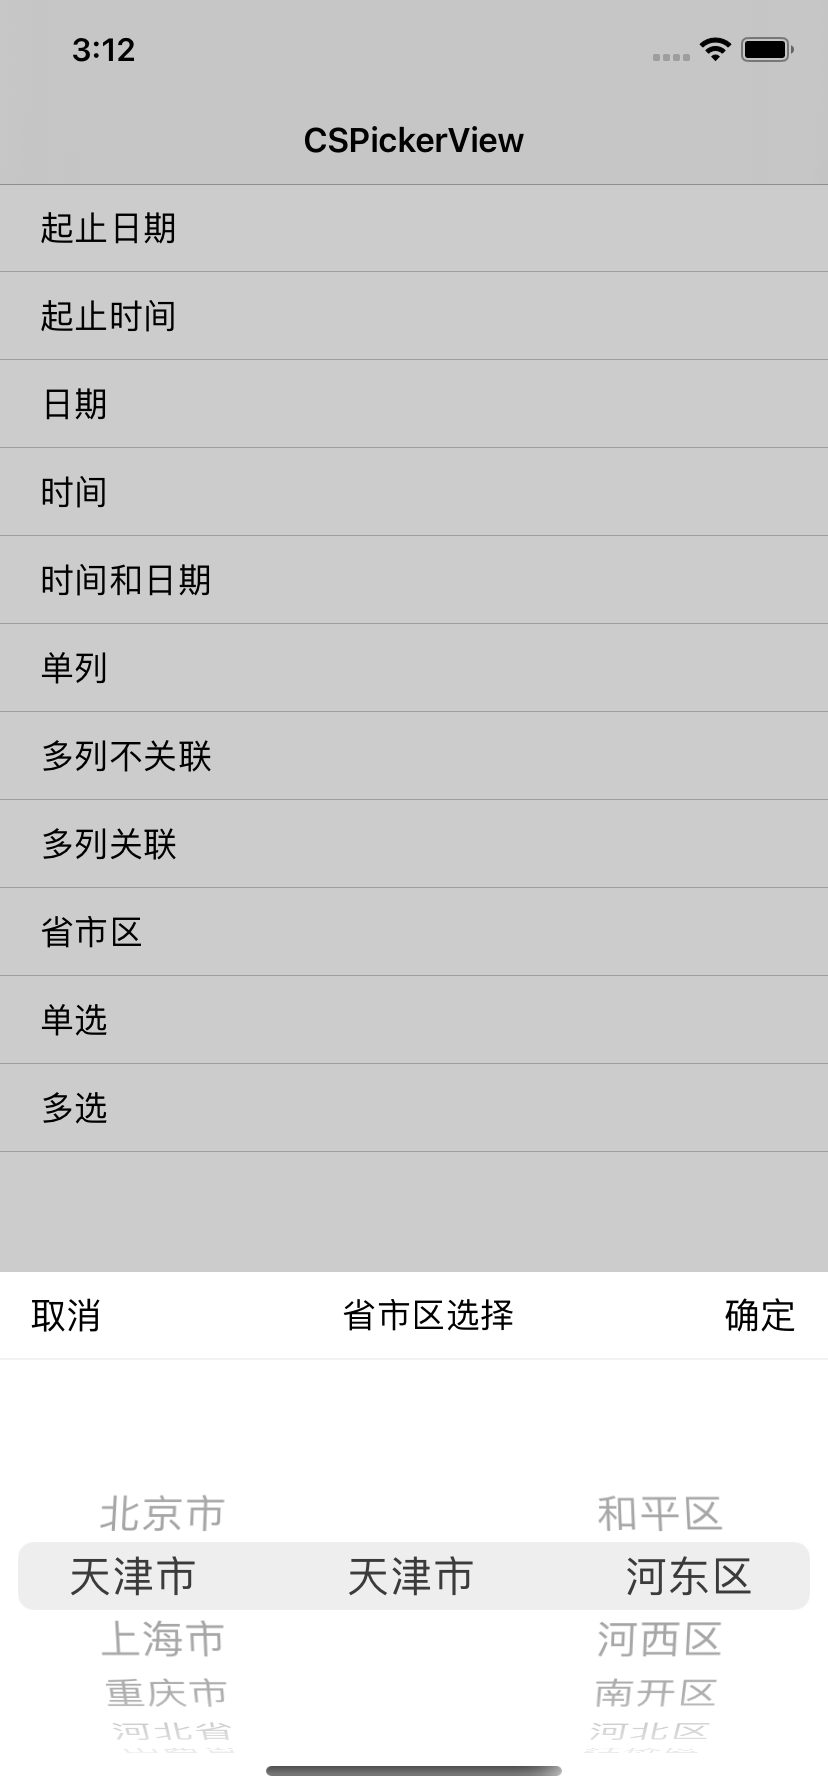 3:12
CSPickerView
起止日期
起止时间
日期
时间
时间和日期
单列
多列不关联
多列关联
省市区
单选
多选
取消 省市区选择 确定
北京市 和平区
天津市 天津市 河东区
上海市 河西区
重庆市 南开区
河北省 河北区